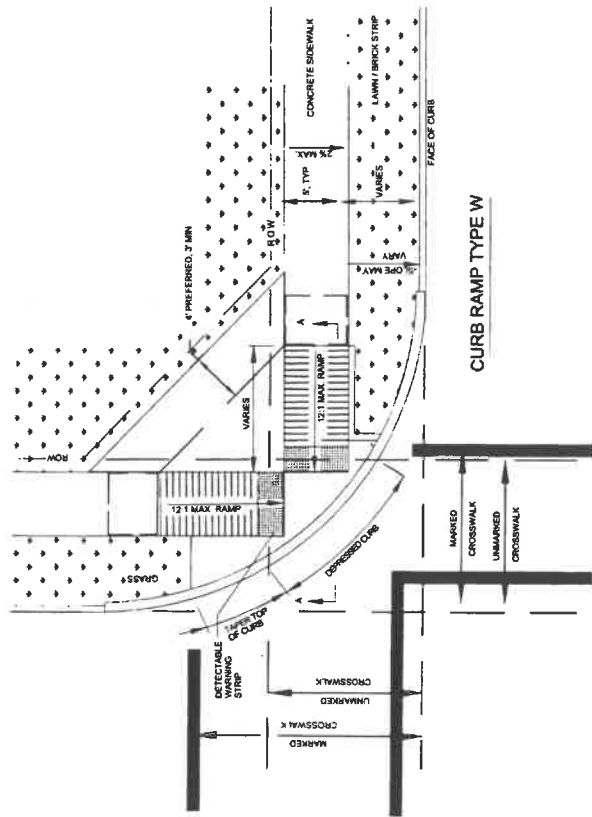 4' PREFERRED, 3' MIN
R O W
CONCRETE SIDEWALK
2% MAX.
5', TYP
LAWN / BRICK STRIP
VARIES
FACE OF CURB
OPE MAY
VARY
ROW
VARIES
A
12:1 MAX. RAMP
12:1 MAX. RAMP
GRASS
DEPRESSED CURB
A
TAPER TOP
OF CURB
DETECTABLE
WARNING
STRIP
UNMARKED
CROSSWALK
MARKED
CROSSWALK
MARKED
CROSSWALK
UNMARKED
CROSSWALK
CURB RAMP TYPE W